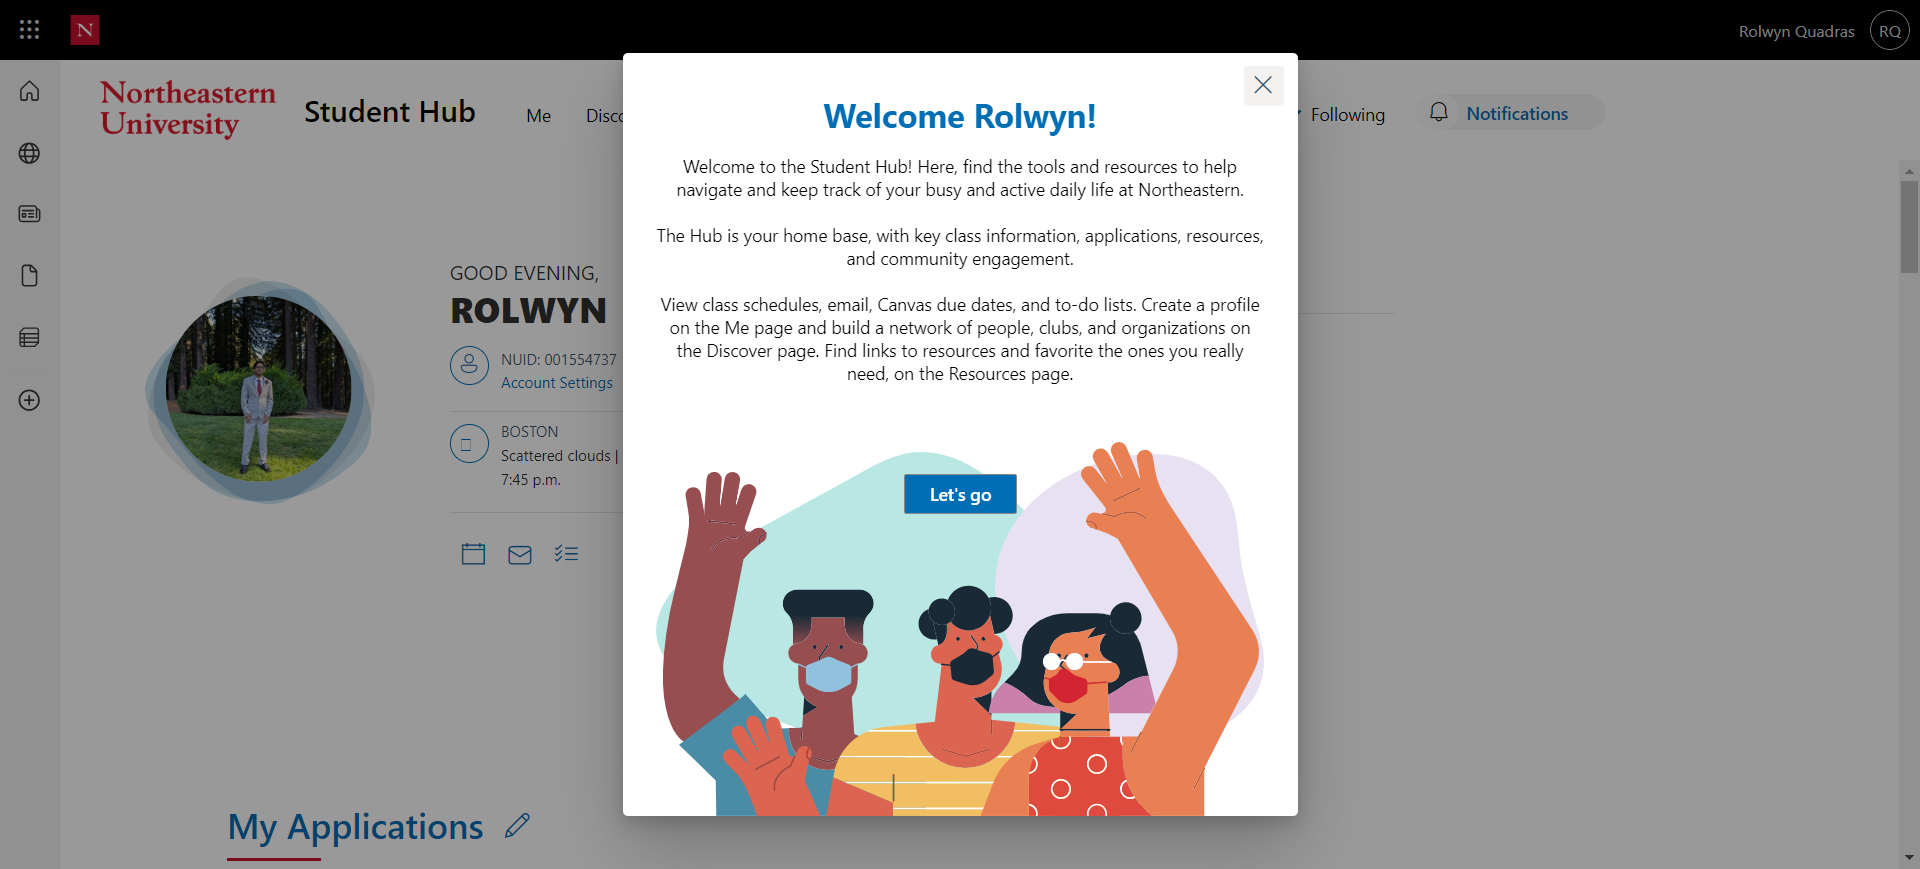 N
Rolwyn Quadras
RQ
Northeastern
University
Student Hub
Me
Disco
Following
Notifications
GOOD EVENING,
ROLWYN
NUID: 001554737
Account Settings
BOSTON
Scattered clouds |
7:45 p.m.
My Applications
Welcome Rolwyn!
Welcome to the Student Hub! Here, find the tools and resources to help
navigate and keep track of your busy and active daily life at Northeastern.
The Hub is your home base, with key class information, applications, resources,
and community engagement.
View class schedules, email, Canvas due dates, and to-do lists. Create a profile
on the Me page and build a network of people, clubs, and organizations on
the Discover page. Find links to resources and favorite the ones you really
need, on the Resources page.
Let's go